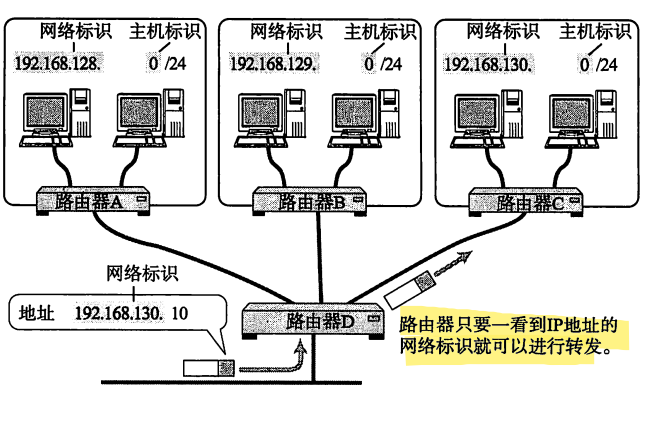 网络标识 主机标识
192.168.128. 0 /24
网络标识 主机标识
192.168.129. 0 /24
网络标识 主机标识
192.168.130. 0 /24
路由器A
路由器B
路由器C
网络标识
地址 192.168.130. 10
路由器D
路由器只要一看到IP地址的
网络标识就可以进行转发。